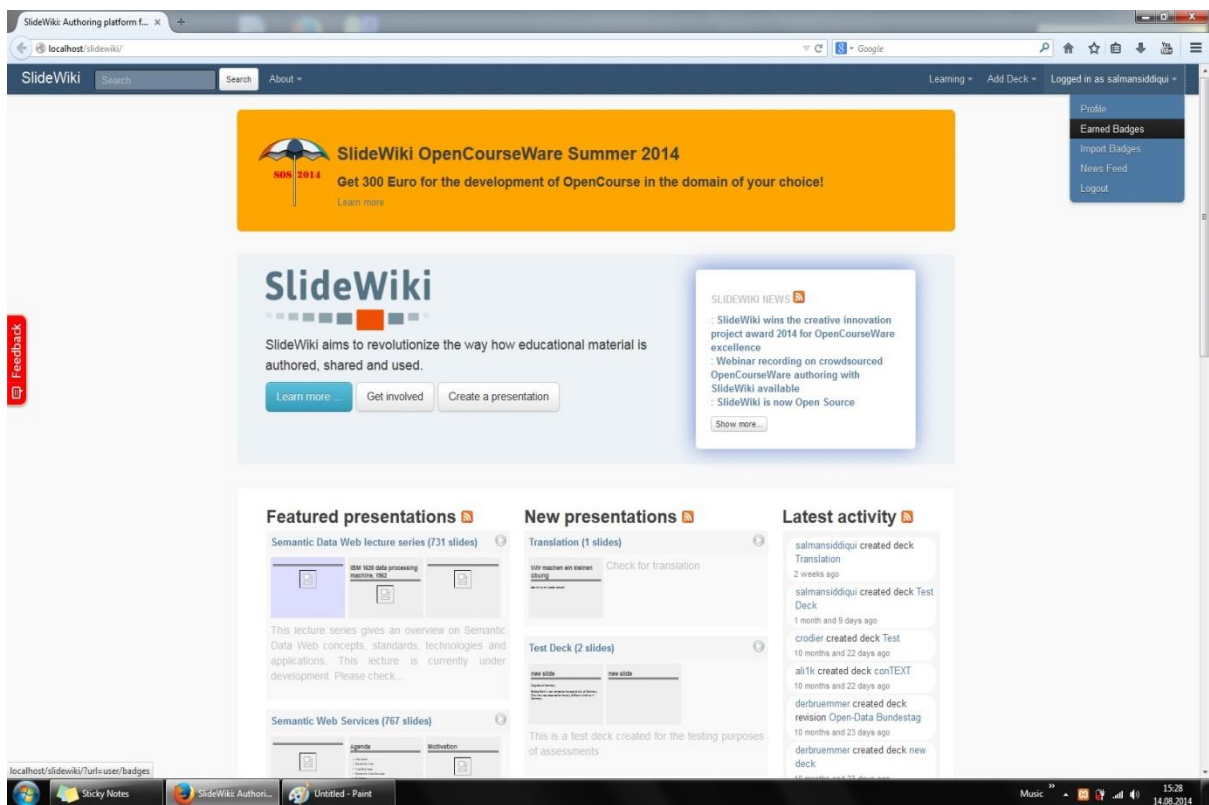 SlideWiki: Authoring platform f...
localhost/slidewiki/
Google
SlideWiki
Search
Search
About
Learning
Add Deck
Logged in as salmansiddiqui
Profile
Earned Badges
Import Badges
News Feed
Logout
SOS 2014
SlideWiki OpenCourseWare Summer 2014
Get 300 Euro for the development of OpenCourse in the domain of your choice!
Learn more
Feedback
SlideWiki
SlideWiki aims to revolutionize the way how educational material is
authored, shared and used.
Learn more ...
Get involved
Create a presentation
SLIDEWIKI NEWS
: SlideWiki wins the creative innovation
project award 2014 for OpenCourseWare
excellence
: Webinar recording on crowdsourced
OpenCourseWare authoring with
SlideWiki available
: SlideWiki is now Open Source
Show more...
Featured presentations
Semantic Data Web lecture series (731 slides)
IBM 1620 data processing
machine, 1962
This lecture series gives an overview on Semantic
Data Web concepts, standards, technologies and
applications. This lecture is currently under
development. Please check...
Semantic Web Services (767 slides)
Agenda
Motivation
New presentations
Translation (1 slides)
Wir machen ein kleinen
übung
Check for translation
Test Deck (2 slides)
new slide
new slide
This is a test deck created for the testing purposes
of assessments
Latest activity
salmansiddiqui created deck
Translation
2 weeks ago
salmansiddiqui created deck Test
Deck
1 month and 9 days ago
crodier created deck Test
10 months and 22 days ago
ali1k created deck conTEXT
10 months and 22 days ago
derbruemmer created deck
revision Open-Data Bundestag
10 months and 23 days ago
derbruemmer created deck new
deck
10 months and 23 days ago
localhost/slidewiki/?url=user/badges
Sticky Notes
SlideWiki: Authori...
Untitled - Paint
Music
15:28
14.08.2014